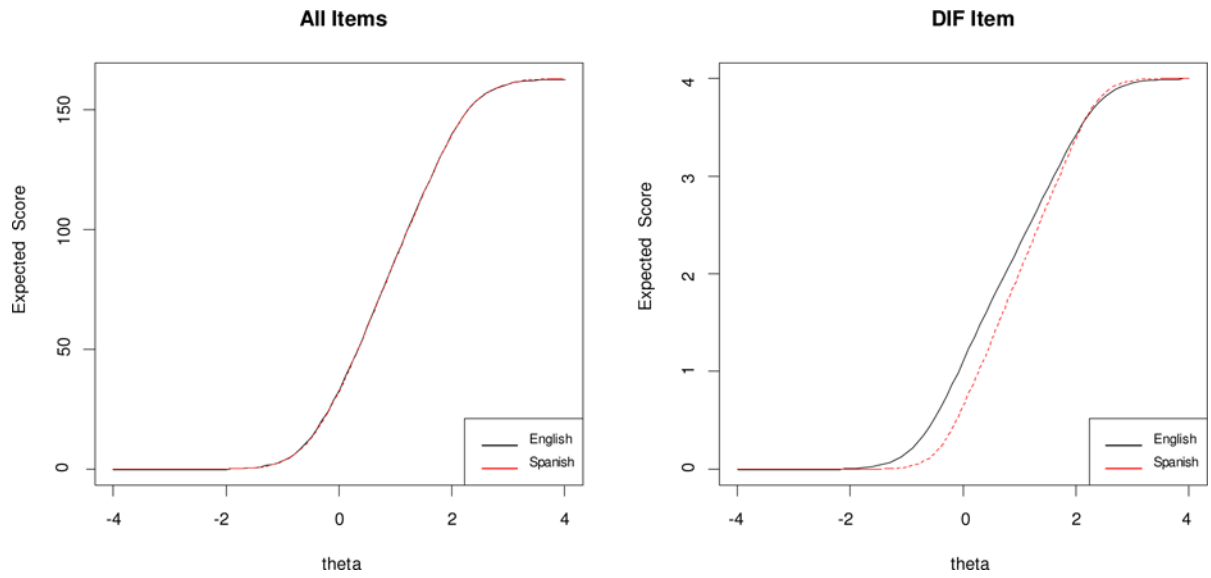 All Items
Expected Score
150
100
50
0
-4
-2
0
2
4
theta
English
Spanish
DIF Item
Expected Score
4
3
2
1
0
-4
-2
0
2
4
theta
English
Spanish